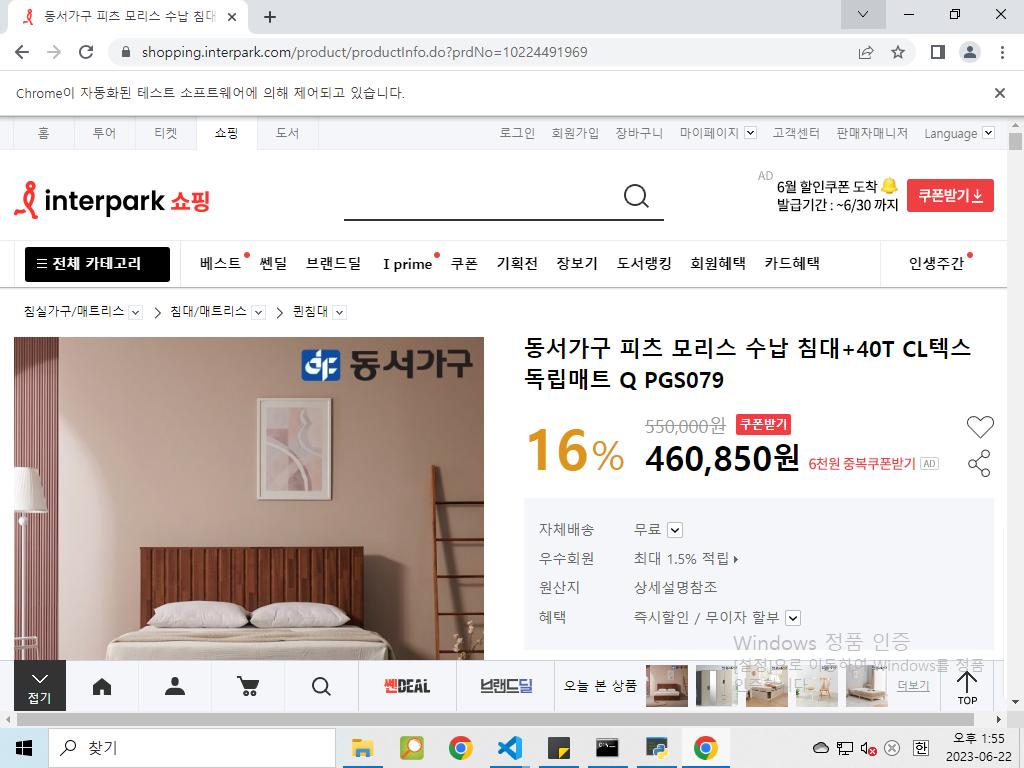 동서가구 피츠 모리스 수납 침대
shopping.interpark.com/product/productInfo.do?prdNo=10224491969
Chrome이 자동화된 테스트 소프트웨어에 의해 제어되고 있습니다.
홈 투어 티켓 쇼핑 도서 로그인 회원가입 장바구니 마이페이지 고객센터 판매자매니저 Language
interpark 쇼핑
AD
6월 할인쿠폰 도착
발급기간 : ~6/30 까지
쿠폰받기
전체 카테고리 베스트 쎈딜 브랜드딜 I prime 쿠폰 기획전 장보기 도서랭킹 회원혜택 카드혜택 인생주간
침실가구/매트리스 침대/매트리스 퀸침대
동서가구
동서가구 피츠 모리스 수납 침대+40T CL텍스
독립매트 Q PGS079
16%
550,000원 쿠폰받기
460,850원 6천원 중복쿠폰받기 AD
자체배송 무료
우수회원 최대 1.5% 적립
원산지 상세설명참조
혜택 즉시할인 / 무이자 할부
Windows 정품 인증
[설정]으로 이동하여 Windows를 정품
인증합니다.
접기
쎈DEAL 브랜드딜 오늘 본 상품 더보기
TOP
찾기
한
오후 1:55
2023-06-22